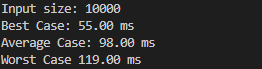 Input size: 10000
Best Case: 55.00 ms
Average Case: 98.00 ms
Worst Case 119.00 ms